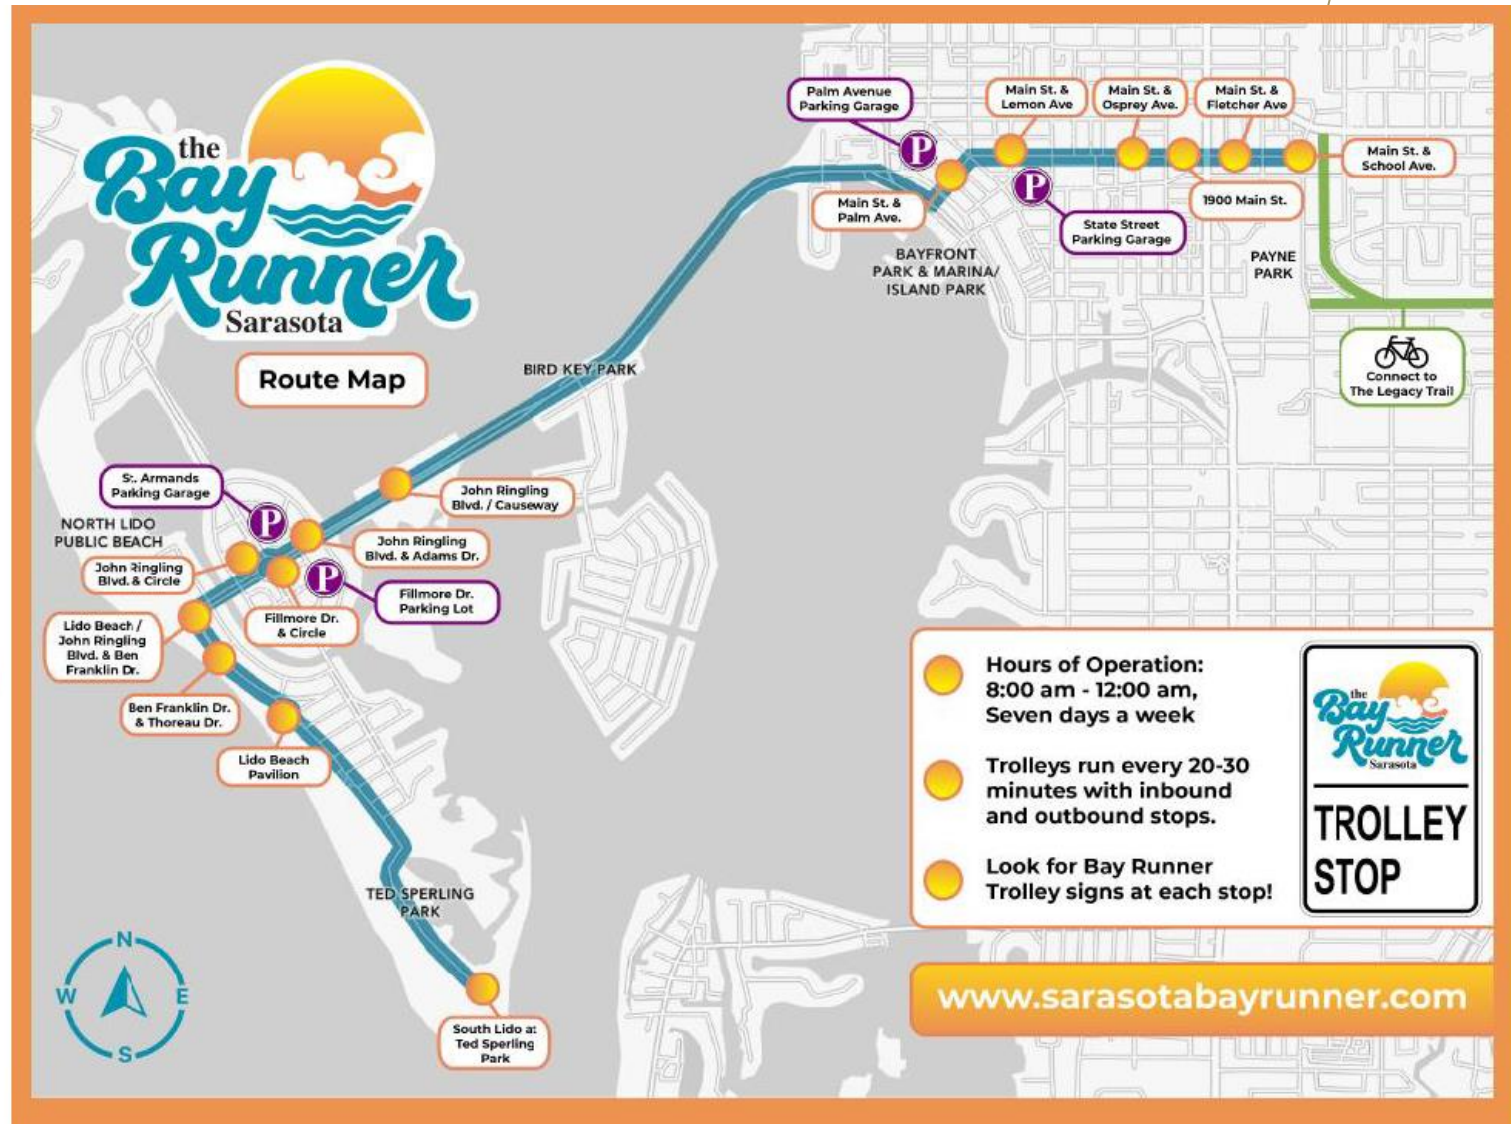 the
Bay
Runner
Sarasota
Route Map
Palm Avenue
Parking Garage
Main St. &
Lemon Ave
Main St. &
Osprey Ave.
Main St. &
Fletcher Ave
Main St. &
School Ave.
P
P
Main St. &
Palm Ave.
1900 Main St.
State Street
Parking Garage
BAYFRONT
PARK & MARINA/
ISLAND PARK
PAYNE
PARK
Connect to
The Legacy Trail
BIRD KEY PARK
St. Armands
Parking Garage
John Ringling
Blvd. / Causeway
P
NORTH LIDO
PUBLIC BEACH
John Ringling
Blvd. & Adams Dr.
John Ringling
Blvd. & Circle
P
Fillmore Dr.
Parking Lot
Fillmore Dr.
& Circle
Lido Beach /
John Ringling
Blvd. & Ben
Franklin Dr.
Ben Franklin Dr.
& Thoreau Dr.
Lido Beach
Pavilion
TED SPERLING
PARK
South Lido at
Ted Sperling
Park
N
W
E
S
Hours of Operation:
8:00 am - 12:00 am,
Seven days a week
Trolleys run every 20-30
minutes with inbound
and outbound stops.
Look for Bay Runner
Trolley signs at each stop!
the
Bay
Runner
Sarasota
TROLLEY
STOP
www.sarasotabayrunner.com